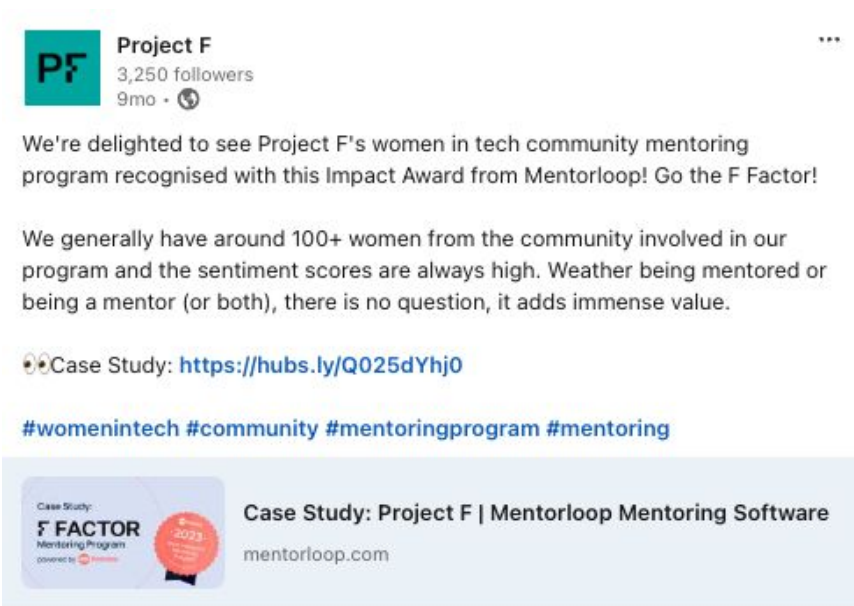 PF
Project F
3,250 followers
9mo •
We're delighted to see Project F's women in tech community mentoring
program recognised with this Impact Award from Mentorloop! Go the F Factor!
We generally have around 100+ women from the community involved in our
program and the sentiment scores are always high. Weather being mentored or
being a mentor (or both), there is no question, it adds immense value.
👀Case Study: https://hubs.ly/Q025dYhj0
#womenintech #community #mentoringprogram #mentoring
Case Study:
F FACTOR
Mentoring Program
powered by
2023
Case Study: Project F | Mentorloop Mentoring Software
mentorloop.com